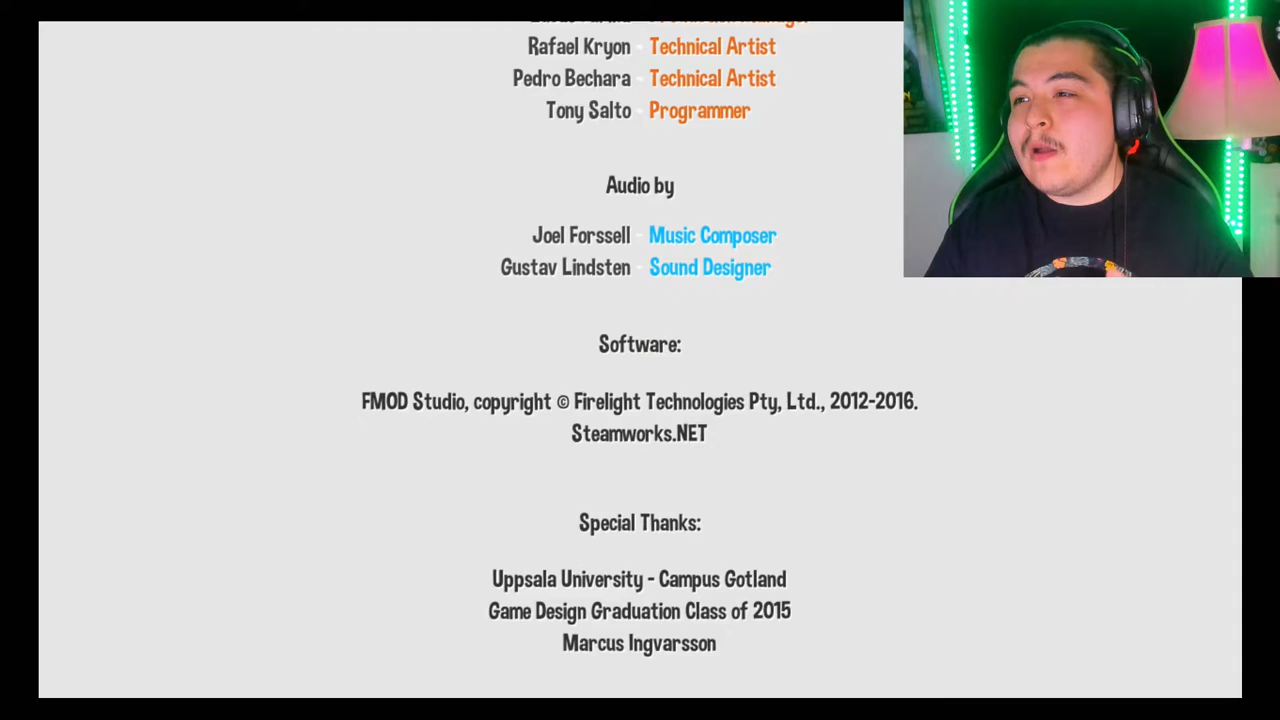 Rafael Kryon - Technical Artist
Pedro Bechara - Technical Artist
Tony Salto - Programmer
Audio by
Joel Forssell - Music Composer
Gustav Lindsten - Sound Designer
Software:
FMOD Studio, copyright © Firelight Technologies Pty, Ltd., 2012-2016.
Steamworks.NET
Special Thanks:
Uppsala University - Campus Gotland
Game Design Graduation Class of 2015
Marcus Ingvarsson